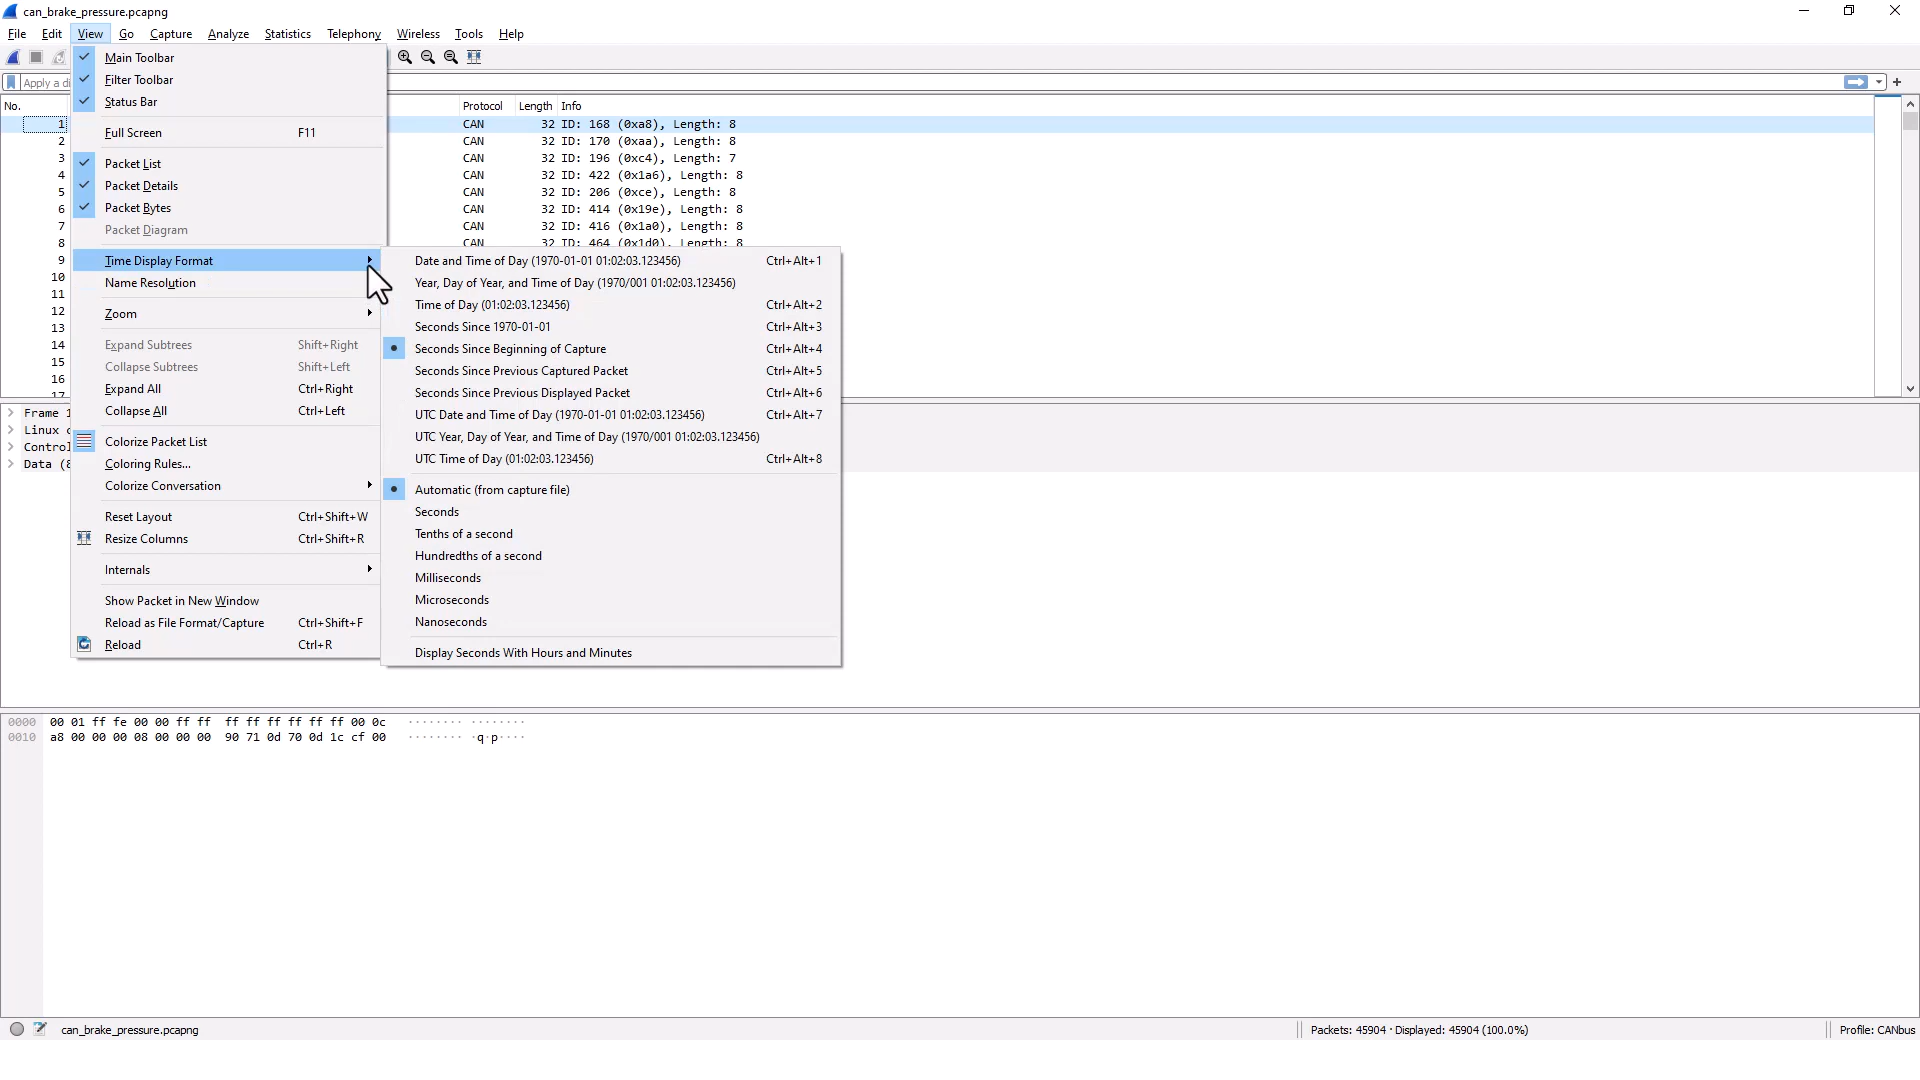 can_brake_pressure.pcapng
File Edit View Go Capture Analyze Statistics Telephony Wireless Tools Help
Apply a di
No. Protocol Length Info
1 CAN 32 ID: 168 (0xa8), Length: 8
2 CAN 32 ID: 170 (0xaa), Length: 8
3 CAN 32 ID: 196 (0xc4), Length: 7
4 CAN 32 ID: 422 (0x1a6), Length: 8
5 CAN 32 ID: 206 (0xce), Length: 8
6 CAN 32 ID: 414 (0x19e), Length: 8
7 CAN 32 ID: 416 (0x1a0), Length: 8
8 CAN 32 ID: 464 (0x1d0), Length: 8
9
10
11
12
13
14
15
16
17
Main Toolbar
Filter Toolbar
Status Bar
Full Screen F11
Packet List
Packet Details
Packet Bytes
Packet Diagram
Time Display Format
Name Resolution
Zoom
Expand Subtrees Shift+Right
Collapse Subtrees Shift+Left
Expand All Ctrl+Right
Collapse All Ctrl+Left
Colorize Packet List
Coloring Rules...
Colorize Conversation
Reset Layout Ctrl+Shift+W
Resize Columns Ctrl+Shift+R
Internals
Show Packet in New Window
Reload as File Format/Capture Ctrl+Shift+F
Reload Ctrl+R
Date and Time of Day (1970-01-01 01:02:03.123456) Ctrl+Alt+1
Year, Day of Year, and Time of Day (1970/001 01:02:03.123456)
Time of Day (01:02:03.123456) Ctrl+Alt+2
Seconds Since 1970-01-01 Ctrl+Alt+3
Seconds Since Beginning of Capture Ctrl+Alt+4
Seconds Since Previous Captured Packet Ctrl+Alt+5
Seconds Since Previous Displayed Packet Ctrl+Alt+6
UTC Date and Time of Day (1970-01-01 01:02:03.123456) Ctrl+Alt+7
UTC Year, Day of Year, and Time of Day (1970/001 01:02:03.123456)
UTC Time of Day (01:02:03.123456) Ctrl+Alt+8
Automatic (from capture file)
Seconds
Tenths of a second
Hundredths of a second
Milliseconds
Microseconds
Nanoseconds
Display Seconds With Hours and Minutes
Frame 1
Linux c
Control
Data (8
0000 00 01 ff fe 00 00 ff ff ff ff ff ff ff ff 00 0c ········ ········
0010 a8 00 00 00 08 00 00 00 90 71 0d 70 0d 1c cf 00 ········ ·q·p····
can_brake_pressure.pcapng
Packets: 45904 · Displayed: 45904 (100.0%)
Profile: CANbus